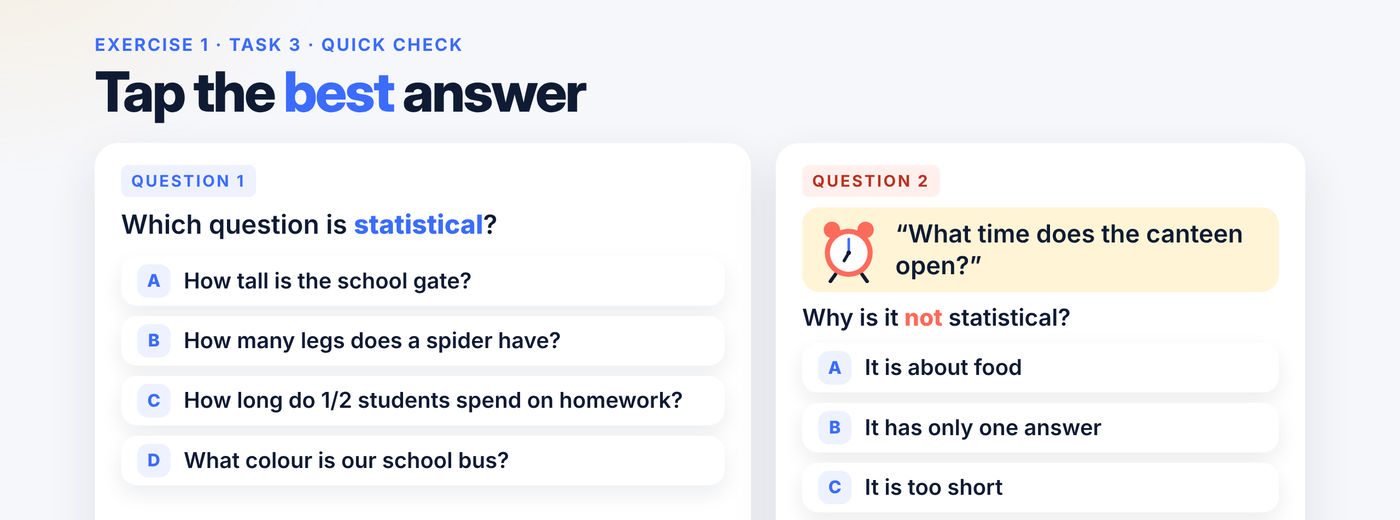 EXERCISE 1 · TASK 3 · QUICK CHECK
Tap the best answer
QUESTION 1
Which question is statistical?
A How tall is the school gate?
B How many legs does a spider have?
C How long do 1/2 students spend on homework?
D What colour is our school bus?
QUESTION 2
“What time does the canteen
open?”
Why is it not statistical?
A It is about food
B It has only one answer
C It is too short